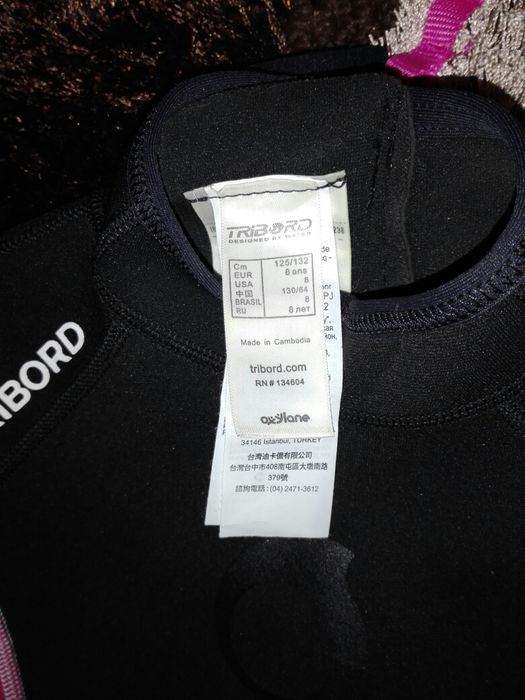 TRIBORD
DESIGNED BY WATER
238
Cm 125/132
EUR 8 ans
USA 8
中国 130/64
BRASIL 8
RU 8 лет
Made in Cambodia
tribord.com
RN # 134604
oxylane
34146 Istanbul, TURKEY
台灣迪卡儂有限公司
台灣台中市408南屯區大墩南路
379號
諮詢電話：(04) 2471-3612
RIBORD